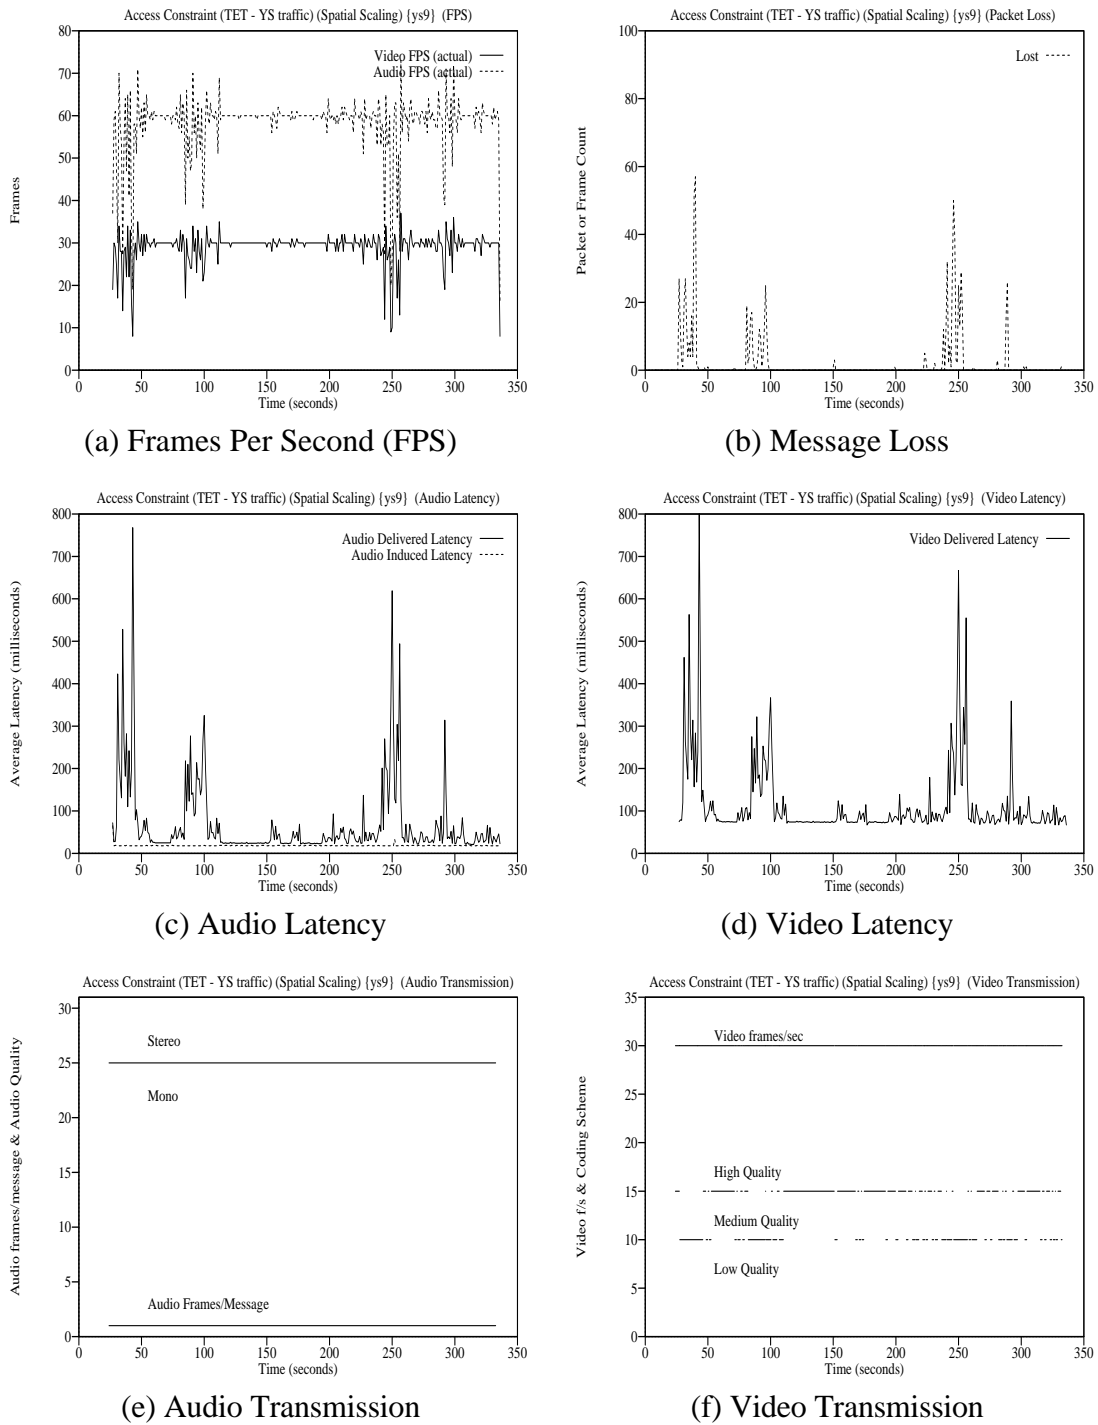 Access Constraint (TET - YS traffic) (Spatial Scaling) {ys9} (FPS)
80
70
60
50
40
30
20
10
0
Frames
Video FPS (actual)
Audio FPS (actual)
0 50 100 150 200 250 300 350
Time (seconds)
(a) Frames Per Second (FPS)
Access Constraint (TET - YS traffic) (Spatial Scaling) {ys9} (Packet Loss)
100
80
60
40
20
0
Packet or Frame Count
Lost
0 50 100 150 200 250 300 350
Time (seconds)
(b) Message Loss
Access Constraint (TET - YS traffic) (Spatial Scaling) {ys9} (Audio Latency)
800
700
600
500
400
300
200
100
0
Average Latency (milliseconds)
Audio Delivered Latency
Audio Induced Latency
0 50 100 150 200 250 300 350
Time (seconds)
(c) Audio Latency
Access Constraint (TET - YS traffic) (Spatial Scaling) {ys9} (Video Latency)
800
700
600
500
400
300
200
100
0
Average Latency (milliseconds)
Video Delivered Latency
0 50 100 150 200 250 300 350
Time (seconds)
(d) Video Latency
Access Constraint (TET - YS traffic) (Spatial Scaling) {ys9} (Audio Transmission)
30
25
20
15
10
5
0
Audio frames/message & Audio Quality
Stereo
Mono
Audio Frames/Message
0 50 100 150 200 250 300 350
Time (seconds)
(e) Audio Transmission
Access Constraint (TET - YS traffic) (Spatial Scaling) {ys9} (Video Transmission)
35
30
25
20
15
10
5
0
Video f/s & Coding Scheme
Video frames/sec
High Quality
Medium Quality
Low Quality
0 50 100 150 200 250 300 350
Time (seconds)
(f) Video Transmission